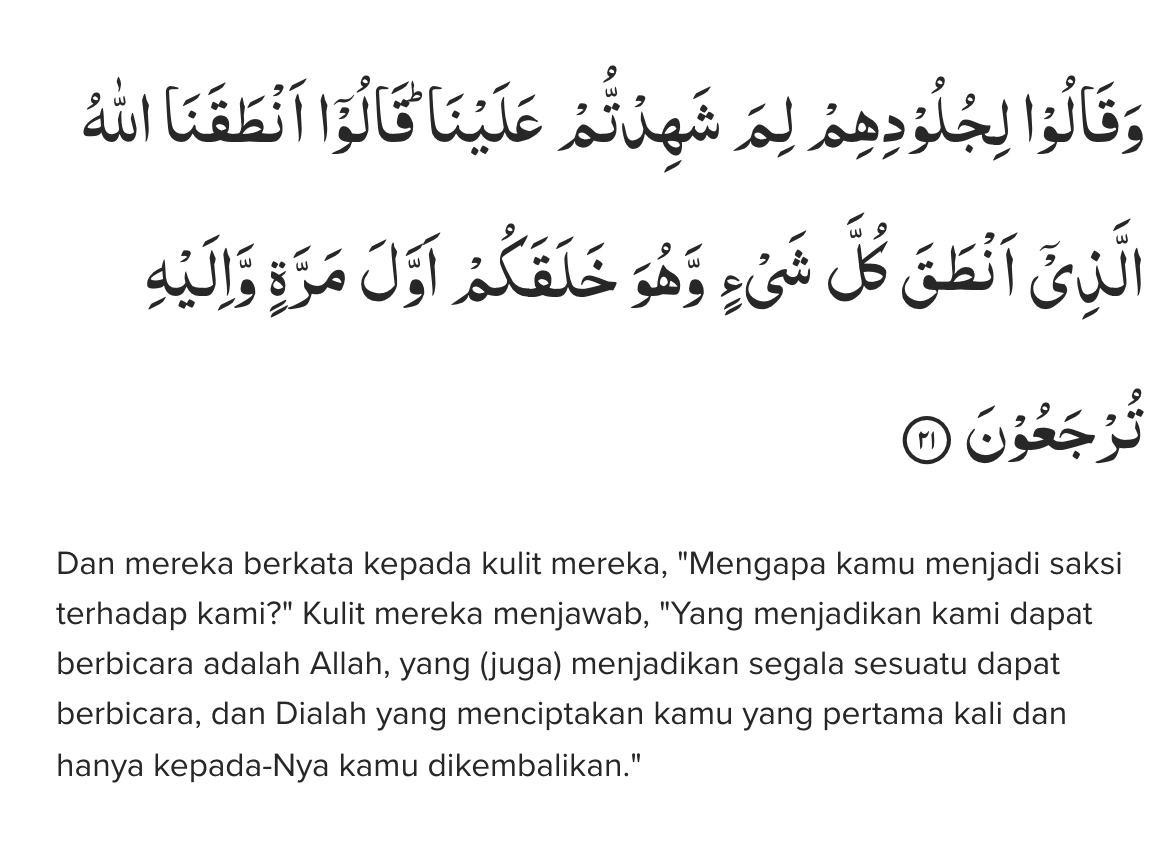 وَقَالُوْا لِجُلُوْدِهِمْ لِمَ شَهِدْتُّمْ عَلَيْنَا ۗقَالُوْٓا اَنْطَقَنَا اللّٰهُ
الَّذِيْٓ اَنْطَقَ كُلَّ شَيْءٍ وَّهُوَ خَلَقَكُمْ اَوَّلَ مَرَّةٍ وَّاِلَيْهِ
تُرْجَعُوْنَ ٢١
Dan mereka berkata kepada kulit mereka, "Mengapa kamu menjadi saksi
terhadap kami?" Kulit mereka menjawab, "Yang menjadikan kami dapat
berbicara adalah Allah, yang (juga) menjadikan segala sesuatu dapat
berbicara, dan Dialah yang menciptakan kamu yang pertama kali dan
hanya kepada-Nya kamu dikembalikan."